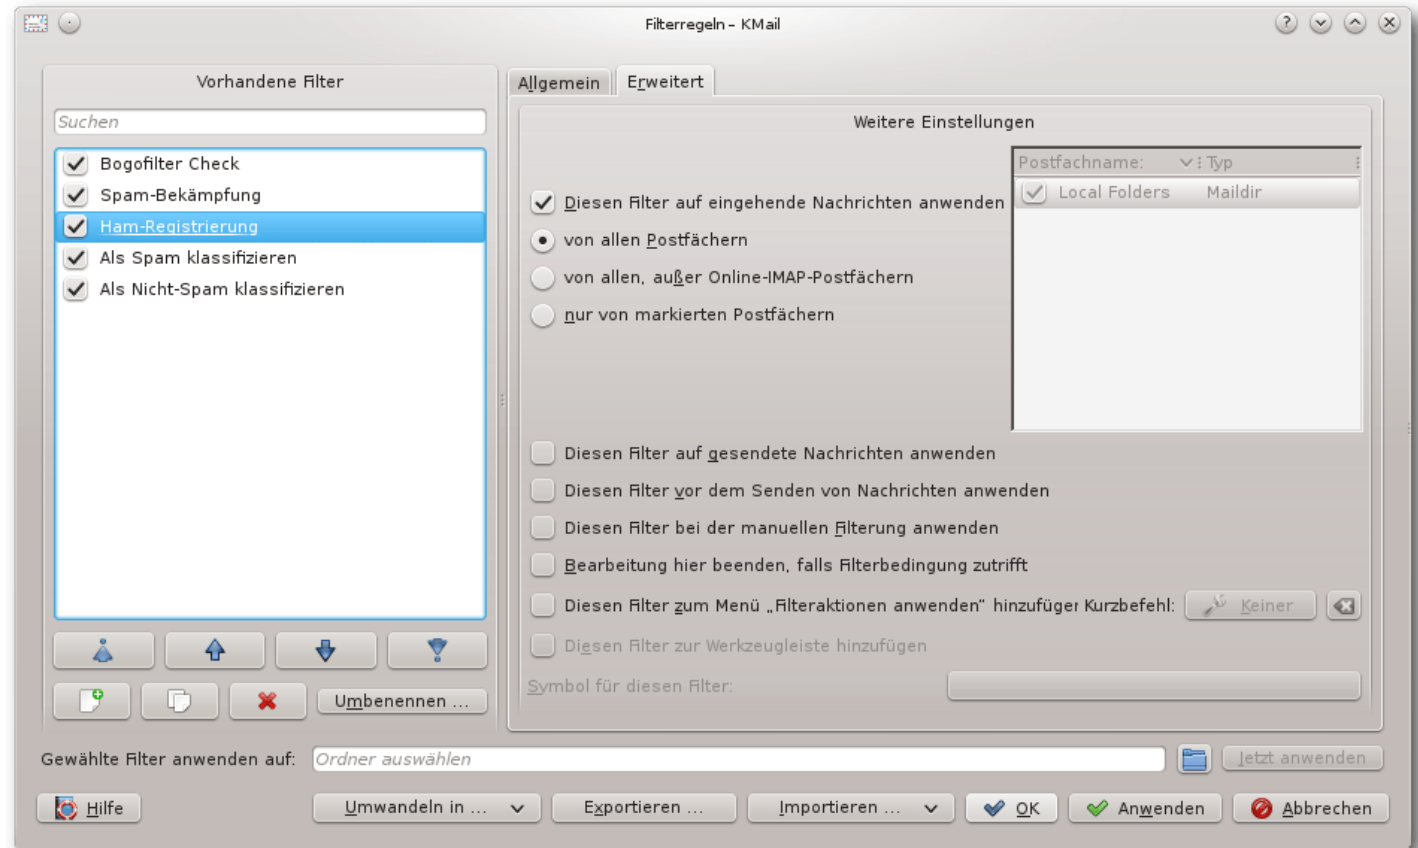 Filterregeln – KMail
Vorhandene Filter
Suchen
Bogofilter Check
Spam-Bekämpfung
Ham-Registrierung
Als Spam klassifizieren
Als Nicht-Spam klassifizieren
Umbenennen ...
Allgemein
Erweitert
Weitere Einstellungen
Diesen Filter auf eingehende Nachrichten anwenden
von allen Postfächern
von allen, außer Online-IMAP-Postfächern
nur von markierten Postfächern
Postfachname: Typ
Local Folders Maildir
Diesen Filter auf gesendete Nachrichten anwenden
Diesen Filter vor dem Senden von Nachrichten anwenden
Diesen Filter bei der manuellen Filterung anwenden
Bearbeitung hier beenden, falls Filterbedingung zutrifft
Diesen Filter zum Menü „Filteraktionen anwenden“ hinzufüger Kurzbefehl: Keiner
Diesen Filter zur Werkzeugleiste hinzufügen
Symbol für diesen Filter:
Gewählte Filter anwenden auf: Ordner auswählen Jetzt anwenden
Hilfe Umwandeln in ... Exportieren ... Importieren ... OK Anwenden Abbrechen